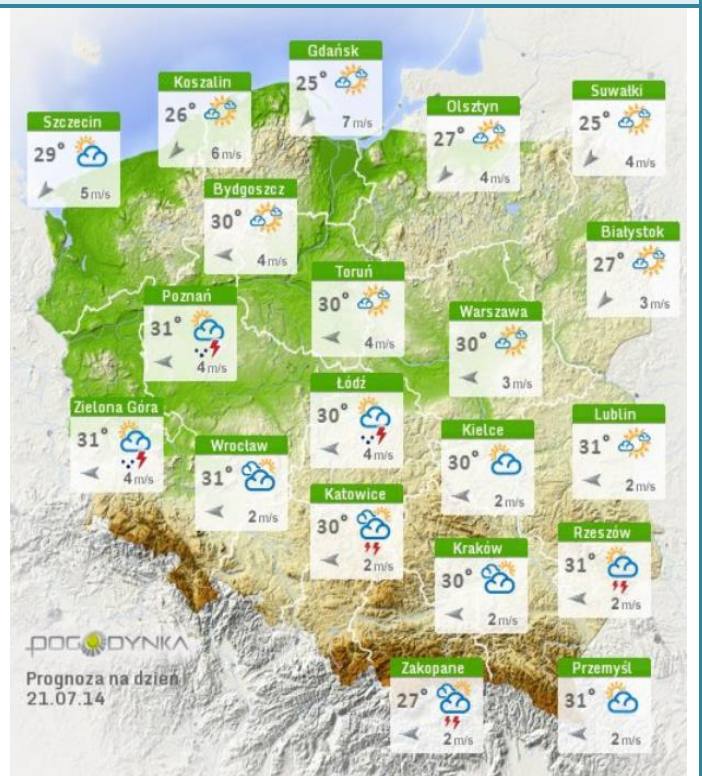 Gdańsk
25°
7 m/s
Koszalin
26°
6 m/s
Suwałki
25°
4 m/s
Olsztyn
27°
4 m/s
Szczecin
29°
5 m/s
Bydgoszcz
30°
4 m/s
Białystok
27°
3 m/s
Toruń
30°
4 m/s
Poznań
31°
4 m/s
Warszawa
30°
3 m/s
Łódź
30°
4 m/s
Zielona Góra
31°
4 m/s
Lublin
31°
2 m/s
Kielce
30°
2 m/s
Wrocław
31°
2 m/s
Katowice
30°
2 m/s
Rzeszów
31°
2 m/s
Kraków
30°
2 m/s
POGODYNKA
Prognoza na dzień
21.07.14
Zakopane
27°
2 m/s
Przemyśl
31°
2 m/s